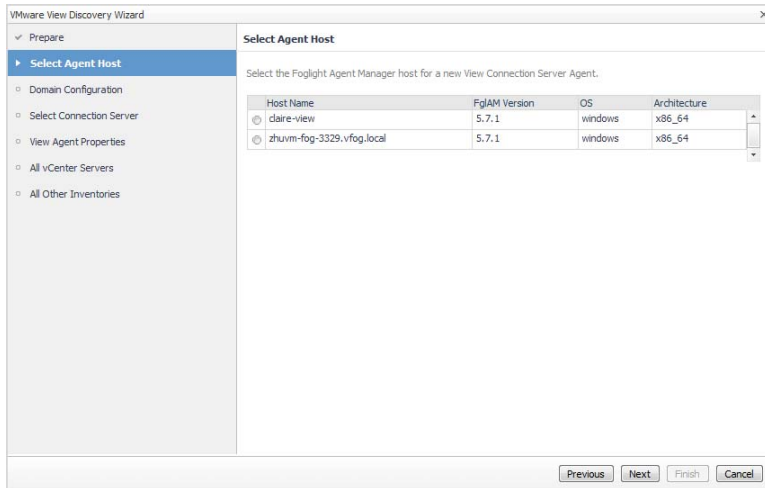 VMware View Discovery Wizard
Prepare
Select Agent Host
Domain Configuration
Select Connection Server
View Agent Properties
All vCenter Servers
All Other Inventories
Select Agent Host
Select the Foglight Agent Manager host for a new View Connection Server Agent.
Host Name FglAM Version OS Architecture
claire-view 5.7.1 windows x86_64
zhuvm-fog-3329.vfog.local 5.7.1 windows x86_64
Previous Next Finish Cancel